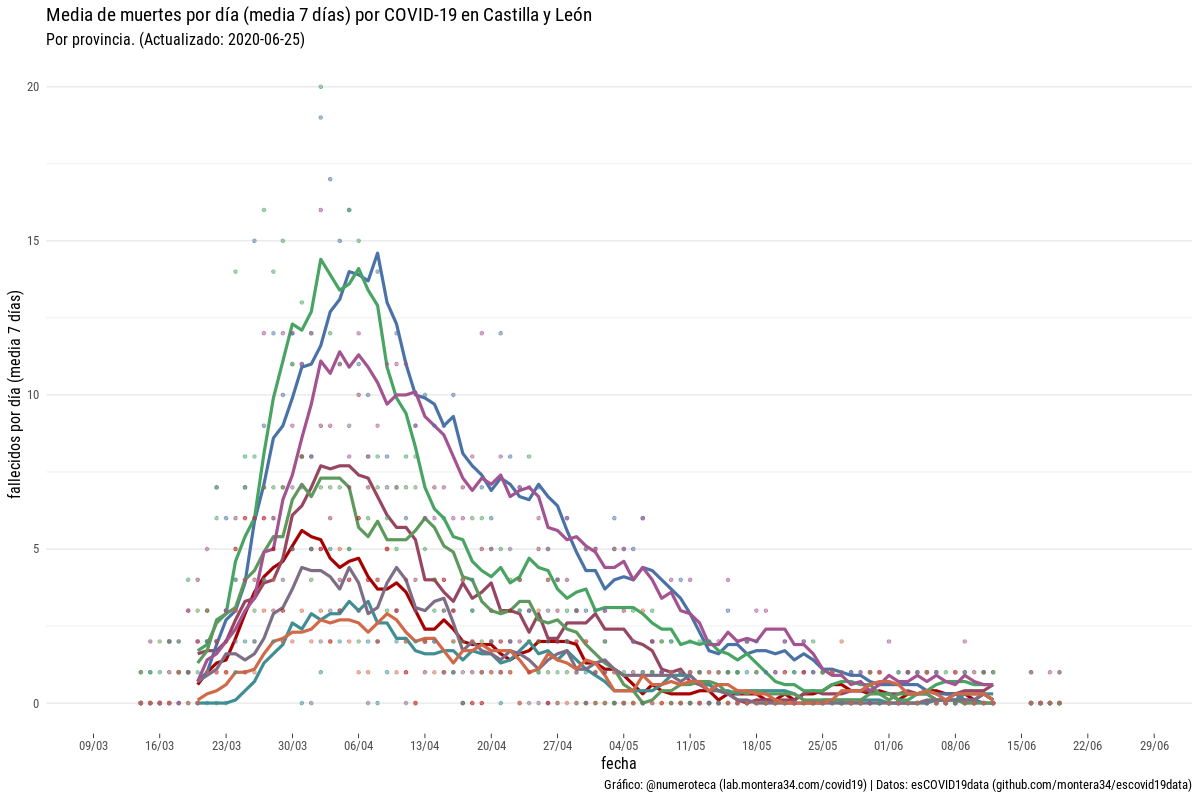 Media de muertes por día (media 7 días) por COVID-19 en Castilla y León
Por provincia. (Actualizado: 2020-06-25)
fallecidos por día (media 7 días)
20
15
10
5
0
09/03 16/03 23/03 30/03 06/04 13/04 20/04 27/04 04/05 11/05 18/05 25/05 01/06 08/06 15/06 22/06 29/06
fecha
Gráfico: @numeroteca (lab.montera34.com/covid19) | Datos: esCOVID19data (github.com/montera34/escovid19data)